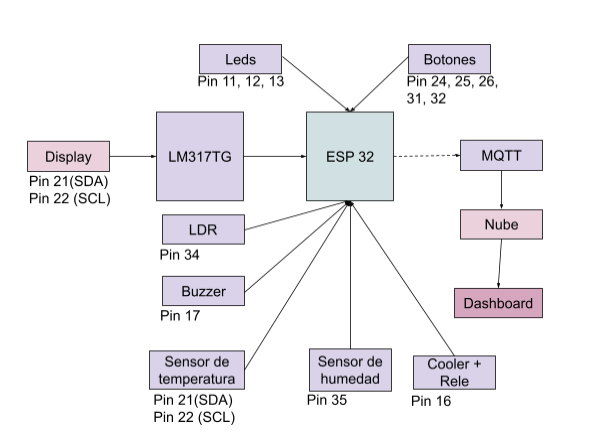 Leds
Pin 11, 12, 13
Botones
Pin 24, 25, 26,
31, 32
Display
Pin 21(SDA)
Pin 22 (SCL)
LM317TG
ESP 32
MQTT
LDR
Pin 34
Nube
Buzzer
Pin 17
Dashboard
Sensor de
temperatura
Pin 21(SDA)
Pin 22 (SCL)
Sensor de
humedad
Pin 35
Cooler +
Rele
Pin 16